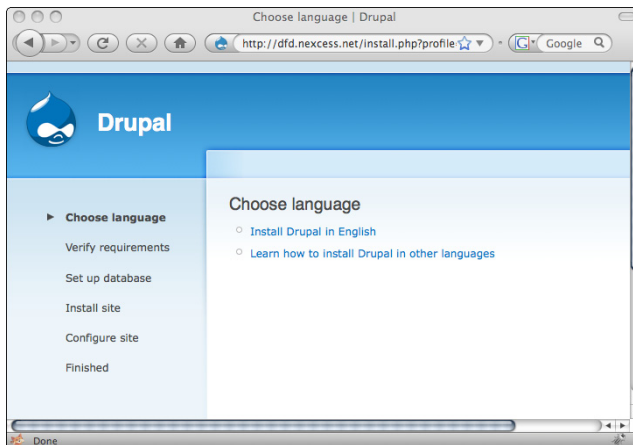 Choose language | Drupal
http://dfd.nexcess.net/install.php?profile
G
Google
Drupal
Choose language
Verify requirements
Set up database
Install site
Configure site
Finished
Choose language
Install Drupal in English
Learn how to install Drupal in other languages
Done